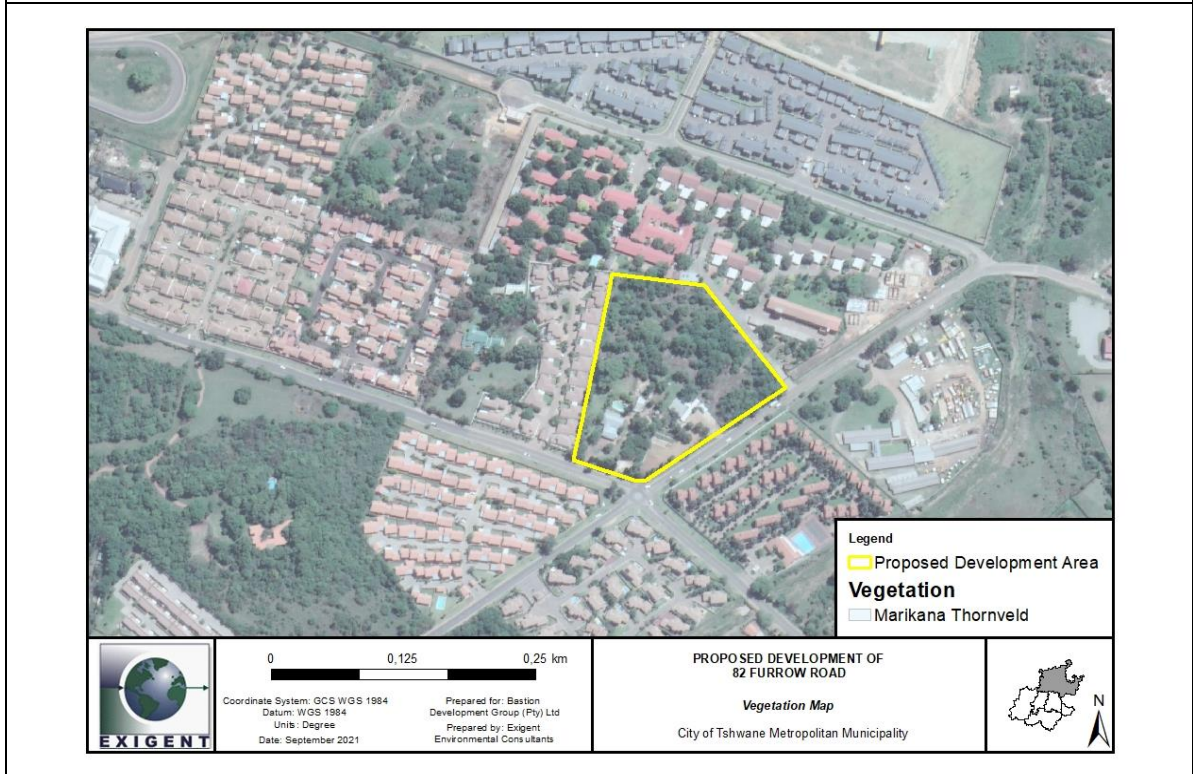 Legend
Proposed Development Area
Vegetation
Marikana Thornveld
EXIGENT
0 0,125 0,25 km
Coordinate System: GCS WGS 1984
Datum: WGS 1984
Units: Degree
Date: September 2021
Prepared for: Bastion
Development Group (Pty) Ltd
Prepared by: Exigent
Environmental Consultants
PROPOSED DEVELOPMENT OF
82 FURROW ROAD
Vegetation Map
City of Tshwane Metropolitan Municipality
N